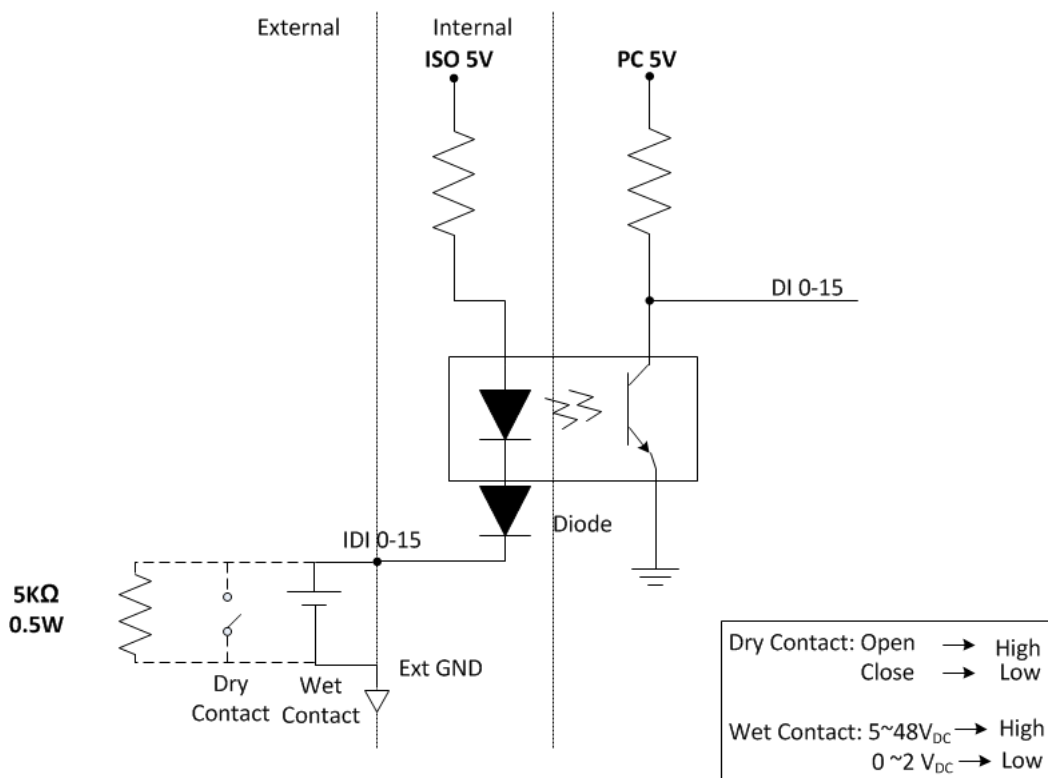 External Internal
ISO 5V PC 5V
DI 0-15
Diode
IDI 0-15
5KΩ
0.5W
Ext GND
Dry
Contact
Wet
Contact
Dry Contact: Open → High
Close → Low
Wet Contact: 5~48VDC → High
0 ~2 VDC → Low